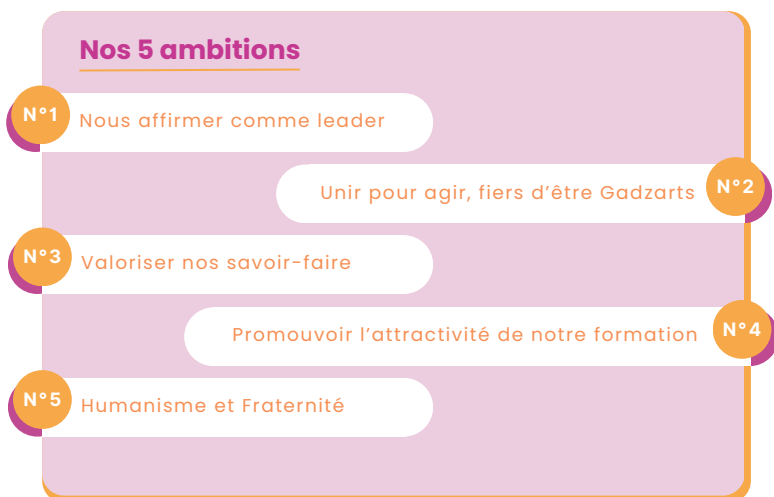 Nos 5 ambitions
N°1 Nous affirmer comme leader
Unir pour agir, fiers d'être Gadzarts N°2
N°3 Valoriser nos savoir-faire
Promouvoir l'attractivité de notre formation N°4
N°5 Humanisme et Fraternité